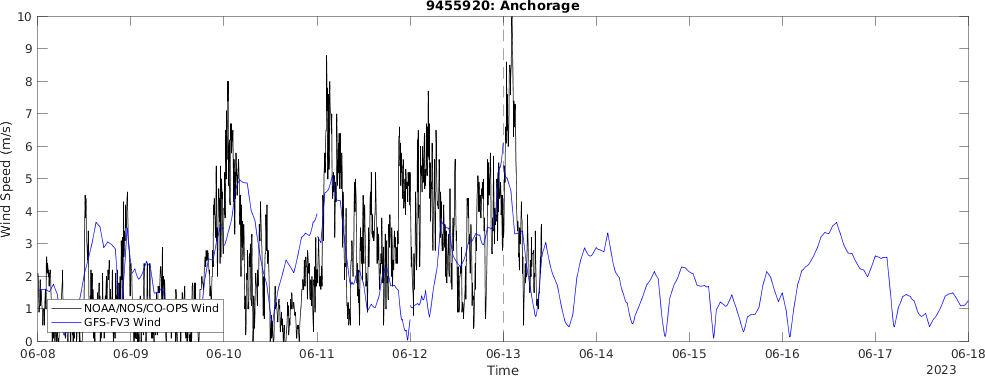 9455920: Anchorage
Wind Speed (m/s)
10
9
8
7
6
5
4
3
2
1
0
NOAA/NOS/CO-OPS Wind
GFS-FV3 Wind
06-08 06-09 06-10 06-11 06-12 06-13 06-14 06-15 06-16 06-17 06-18
Time
2023